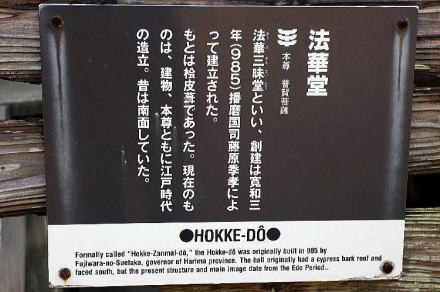 法華堂
本尊 普賢菩薩
法華三昧堂といい、創建は寛和三
年(985)播磨国司藤原季孝によ
って建立された。
もとは桧皮葺であった。現在のも
のは、建物、本尊ともに江戸時代
の造立。昔は南面していた。
●HOKKE-DÔ●
Formally called "Hokke-Zanmai-dô," the Hokke-dô was originally built in 985 by
Fujiwara-no-Suetaka, governor of Harima province. The hall originally had a cypress bark roof and
faced south, but the present structure and main image date from the Edo Period..